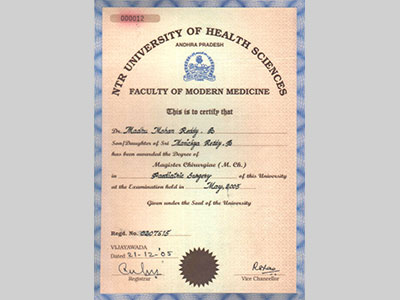 000012
NTR UNIVERSITY OF HEALTH SCIENCES
ANDHRA PRADESH
FACULTY OF MODERN MEDICINE
This is to certify that
Dr. Madhu Mohan Reddy. B
Son/Daughter of Sri Manikya Reddy. B
has been awarded the Degree of
Magister Chirurgiae (M. Ch.)
in Paediatric Surgery of this University
at the Examination held in May, 2005
Given under the Seal of the University
Regd. No. 0207615
VIJAYAWADA
Dated 21-12-'05
Registrar
Vice Chancellor